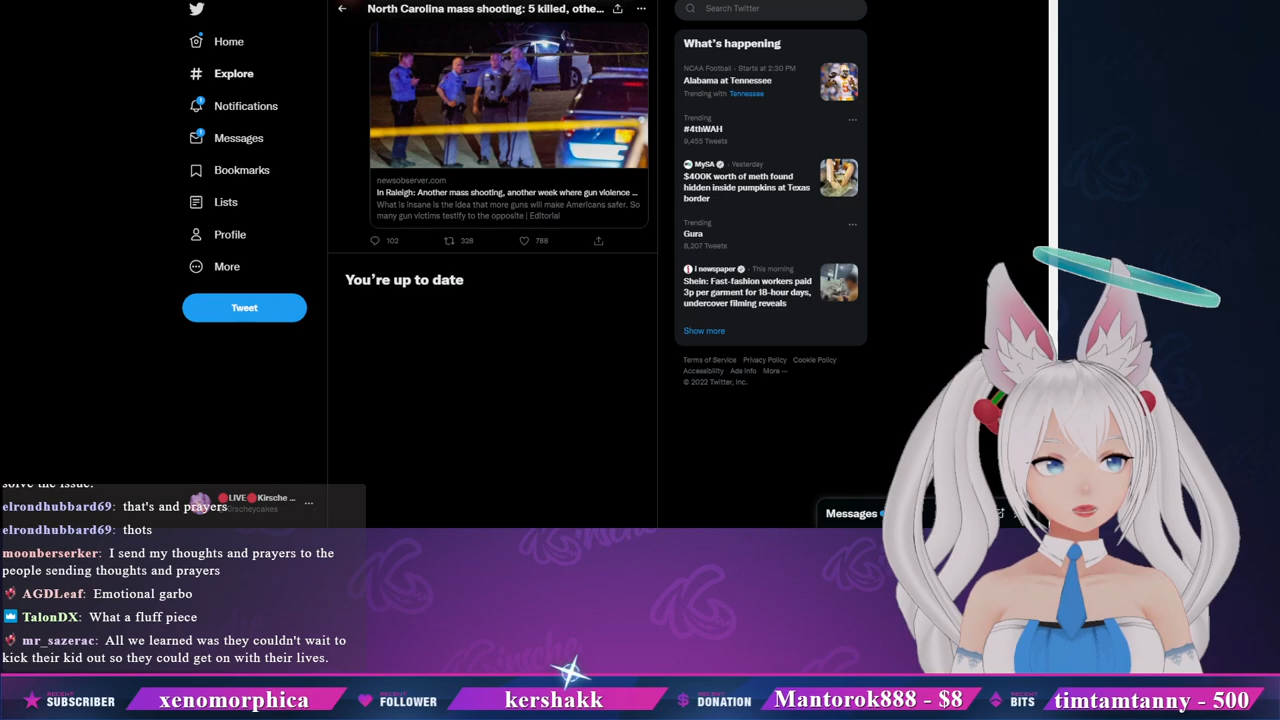 Home
Explore
Notifications
Messages
Bookmarks
Lists
Profile
More
Tweet
North Carolina mass shooting: 5 killed, othe...
newsobserver.com
In Raleigh: Another mass shooting, another week where gun violence ...
What is insane is the idea that more guns will make Americans safer. So
many gun victims testify to the opposite | Editorial
102
328
788
You're up to date
Search Twitter
What's happening
NCAA Football · Starts at 2:30 PM
Alabama at Tennessee
Trending with Tennessee
Trending
#4thWAH
9,455 Tweets
MySA · Yesterday
$400K worth of meth found
hidden inside pumpkins at Texas
border
Trending
Gura
8,207 Tweets
i newspaper · This morning
Shein: Fast-fashion workers paid
3p per garment for 18-hour days,
undercover filming reveals
Show more
Terms of Service Privacy Policy Cookie Policy
Accessibility Ads info More ...
© 2022 Twitter, Inc.
Messages
LIVE Kirsche ...
solve the issue.
elrondhubbard69: that's and prayers
elrondhubbard69: thots
moonberserker: I send my thoughts and prayers to the
people sending thoughts and prayers
AGDLeaf: Emotional garbo
TalonDX: What a fluff piece
mr_sazerac: All we learned was they couldn't wait to
kick their kid out so they could get on with their lives.
Kirsche
RECENT SUBSCRIBER xenomorphica
RECENT FOLLOWER kershakk
RECENT DONATION Mantorok888 - $8
RECENT BITS timtamtanny - 500